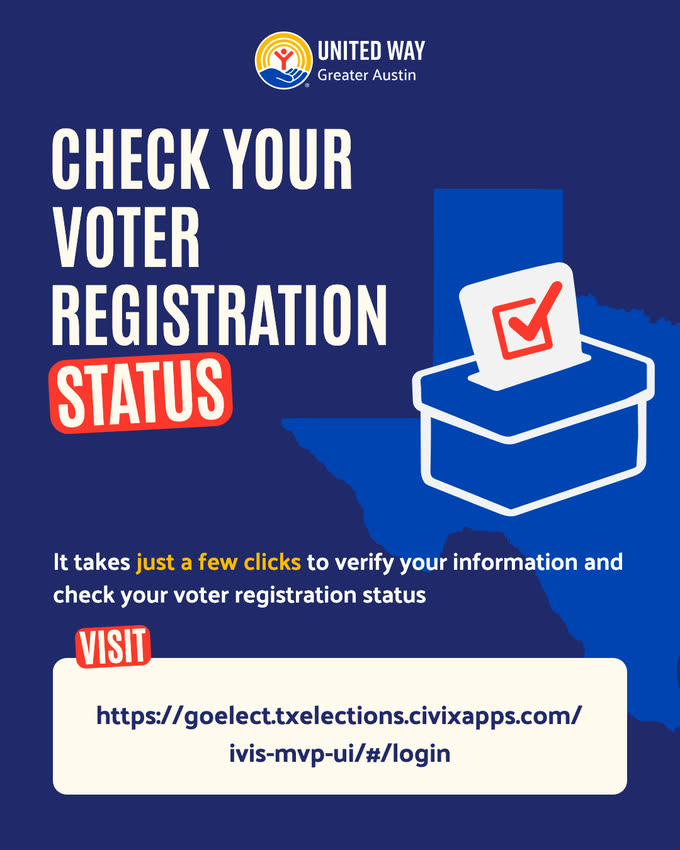 UNITED WAY
Greater Austin
CHECK YOUR
VOTER
REGISTRATION
STATUS
It takes just a few clicks to verify your information and
check your voter registration status
VISIT
https://goelect.txelections.civixapps.com/
ivis-mvp-ui/#/login